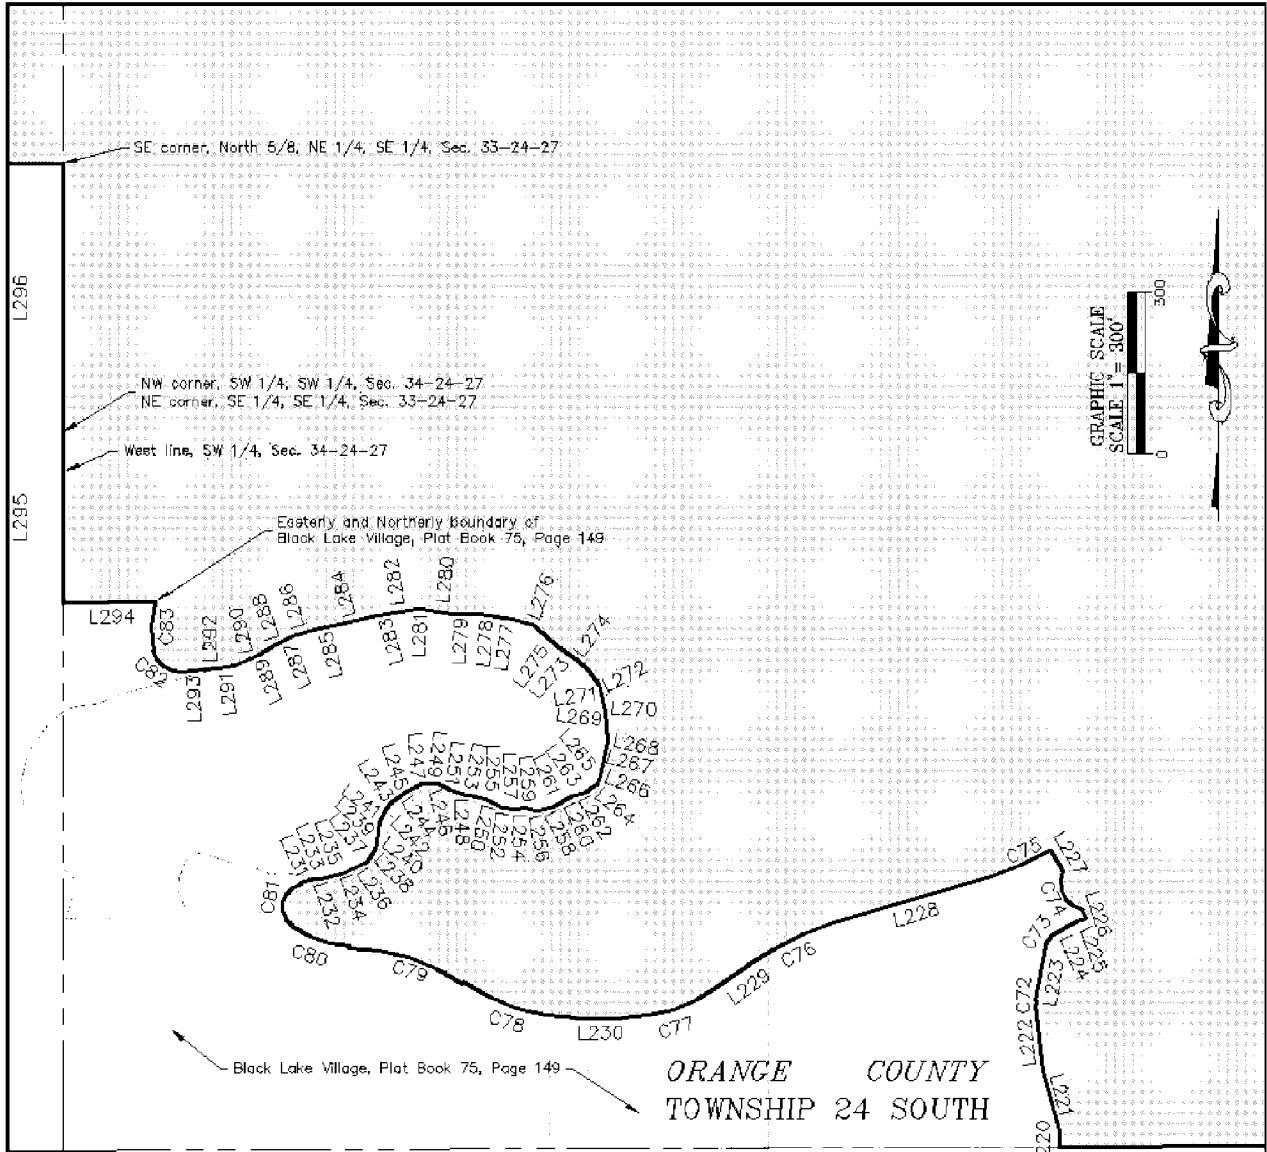 SE corner, North 5/8, NE 1/4, SE 1/4, Sec. 33-24-27
L296
300
GRAPHIC SCALE
SCALE 1"= 300'
0
NW corner, SW 1/4, SW 1/4, Sec. 34-24-27
NE corner, SE 1/4, SE 1/4, Sec. 33-24-27
West line, SW 1/4, Sec. 34-24-27
L295
Easterly and Northerly boundary of
Black Lake Village, Plat Book 75, Page 149
L294
C83
C82
L293
L292
L291
L290
L289
L288
L287
L286
L285
L284
L283
L282
L281
L280
L279
L278
L277
L276
L275
L274
L273
L272
L271
L270
L269
L268
L267
L266
L265
L264
L263
L262
L261
L260
L259
L258
L257
L256
L255
L254
L253
L252
L251
L250
L249
L248
L247
L246
L245
L244
L243
L242
L241
L240
L239
L238
L237
L236
L235
L234
L233
L232
L231
C81
C80
C79
C78
L230
C77
L229
C76
L228
C75
L227
C74
L226
L225
L224
C73
L223
C72
L222
L221
220
Black Lake Village, Plat Book 75, Page 149
ORANGE COUNTY
TOWNSHIP 24 SOUTH